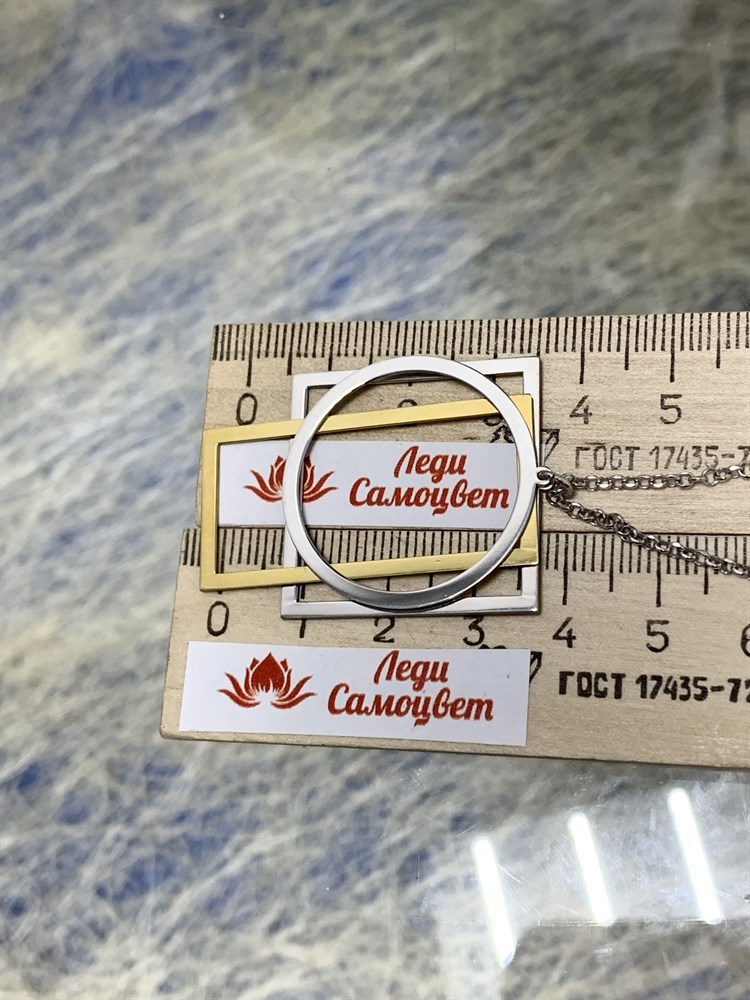 0 4 5
ГОСТ 17435-7
Леди
Самоцвет
0 1 2 3 4 5 6
ГОСТ 17435-72
Леди
Самоцвет